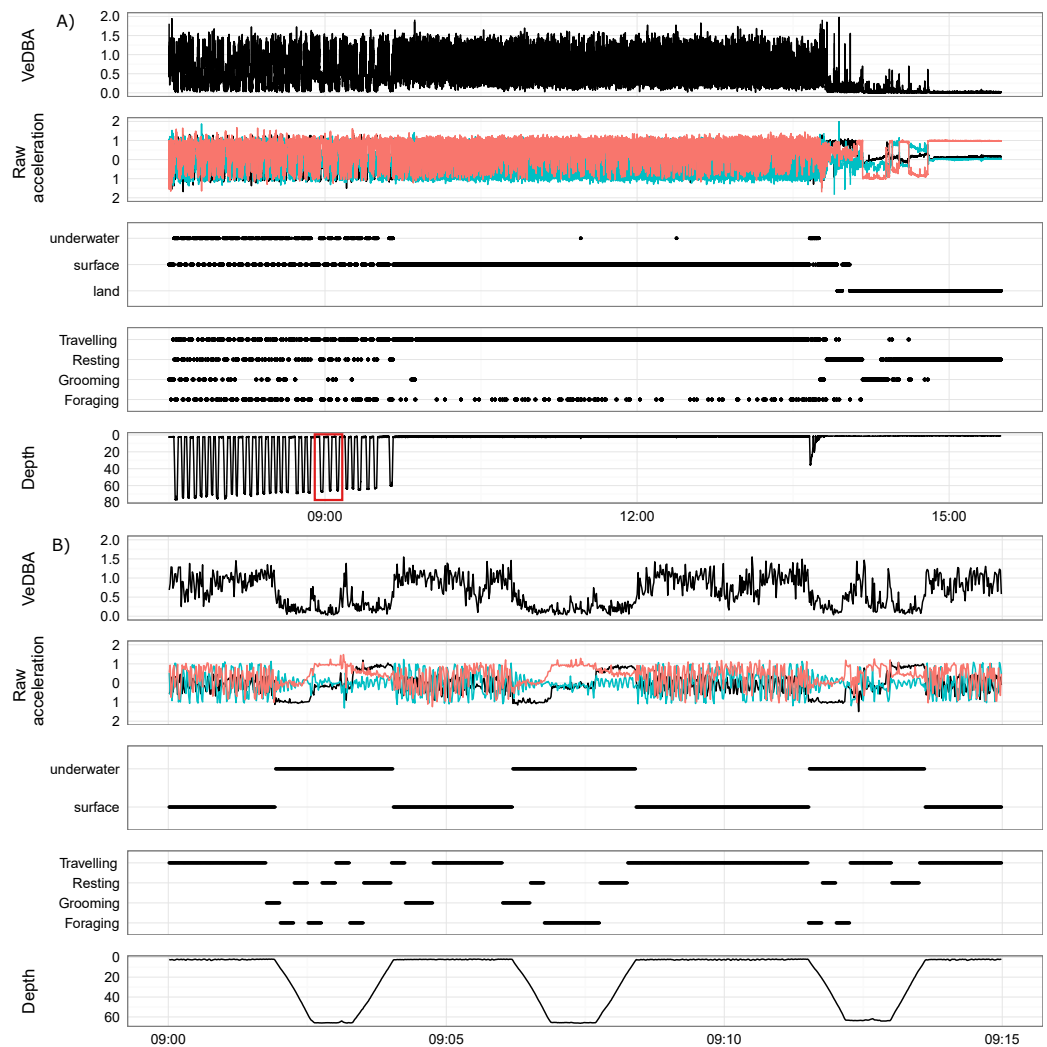 A)
VeDBA
2.0
1.5
1.0
0.5
0.0
Raw
acceleration
2
1
0
1
2
underwater
surface
land
Travelling
Resting
Grooming
Foraging
Depth
0
20
40
60
80
09:00
12:00
15:00
B)
VeDBA
2.0
1.5
1.0
0.5
0.0
Raw
acceleration
2
1
0
1
2
underwater
surface
Travelling
Resting
Grooming
Foraging
Depth
0
20
40
60
09:00
09:05
09:10
09:15